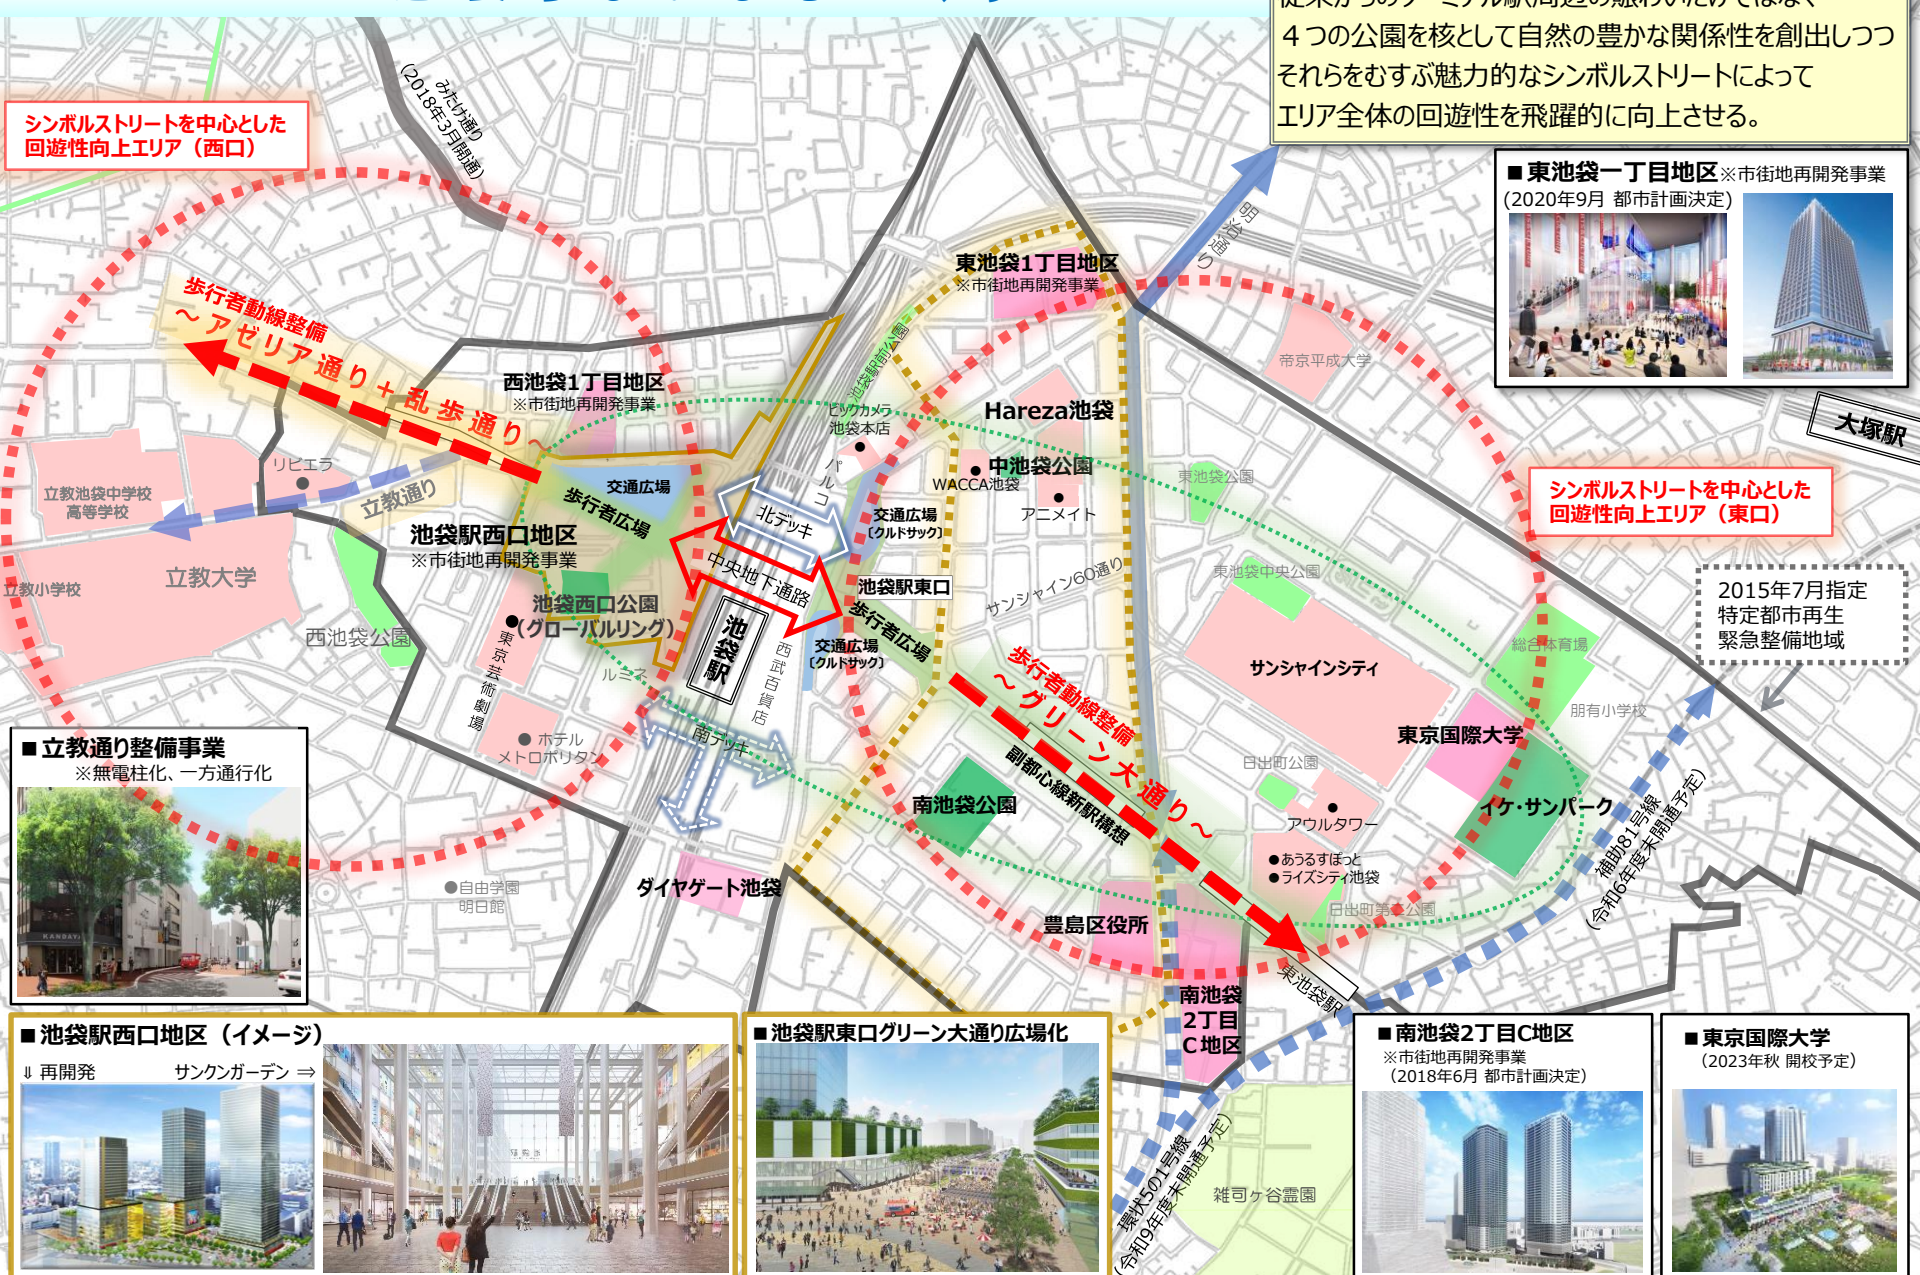 ４つの公園を核として自然の豊かな関係性を創出しつつ
それらをむすぶ魅力的なシンボルストリートによって
エリア全体の回遊性を飛躍的に向上させる。
シンボルストリートを中心とした
回遊性向上エリア（西口）
みたけ通り
(2018年3月開通)
■東池袋一丁目地区※市街地再開発事業
(2020年9月 都市計画決定)
明治通り
東池袋1丁目地区
※市街地再開発事業
歩行者動線整備
～アゼリア通り＋乱歩通り～
池袋駅前公園
帝京平成大学
西池袋1丁目地区
※市街地再開発事業
ビックカメラ
池袋本店
Hareza池袋
大塚駅
パルコ
中池袋公園
WACCA池袋
アニメイト
東池袋公園
シンボルストリートを中心とした
回遊性向上エリア（東口）
リビエラ
立教池袋中学校
高等学校
立教通り
交通広場
歩行者広場
北デッキ
交通広場
〔クルドサック〕
池袋駅西口地区
※市街地再開発事業
中央地下通路
池袋駅東口
サンシャイン60通り
東池袋中央公園
2015年7月指定
特定都市再生
緊急整備地域
立教大学
立教小学校
池袋西口公園
（グローバルリング）
池袋駅
歩行者広場
交通広場
〔クルドサック〕
西池袋公園
東京芸術劇場
ルミネ
西武百貨店
サンシャインシティ
総合体育場
朋有小学校
歩行者動線整備
～グリーン大通り～
副都心線新駅構想
東京国際大学
ホテル
メトロポリタン
南デッキ
日出町公園
南池袋公園
アウルタワー
イケ・サンパーク
●あうるすぽっと
●ライズシティ池袋
補助81号線
(令和6年度末開通予定)
■立教通り整備事業
※無電柱化、一方通行化
KANDAYA
●自由学園
明日館
ダイヤゲート池袋
豊島区役所
日出町第二公園
東池袋駅
南池袋
2丁目
C地区
環状5の1号線
(令和9年度末開通予定)
雑司ヶ谷霊園
■池袋駅西口地区（イメージ）
⇓ 再開発
サンクンガーデン ⇒
■池袋駅東口グリーン大通り広場化
■南池袋2丁目C地区
※市街地再開発事業
（2018年6月 都市計画決定）
■東京国際大学
（2023年秋 開校予定）